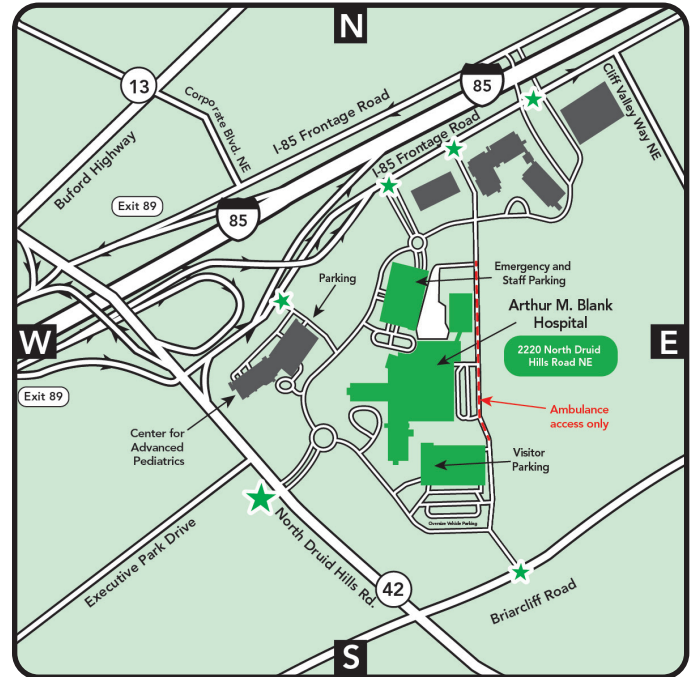 N
85
13
Corporate Blvd. NE
I-85 Frontage Road
Cliff Valley Way NE
Buford Highway
I-85 Frontage Road
Exit 89
85
Parking
Emergency and
Staff Parking
Arthur M. Blank
Hospital
W
E
2220 North Druid
Hills Road NE
Exit 89
Ambulance
access only
Center for
Advanced
Pediatrics
Visitor
Parking
Oversize Vehicle Parking
Executive Park Drive
North Druid Hills Rd.
42
Briarcliff Road
S